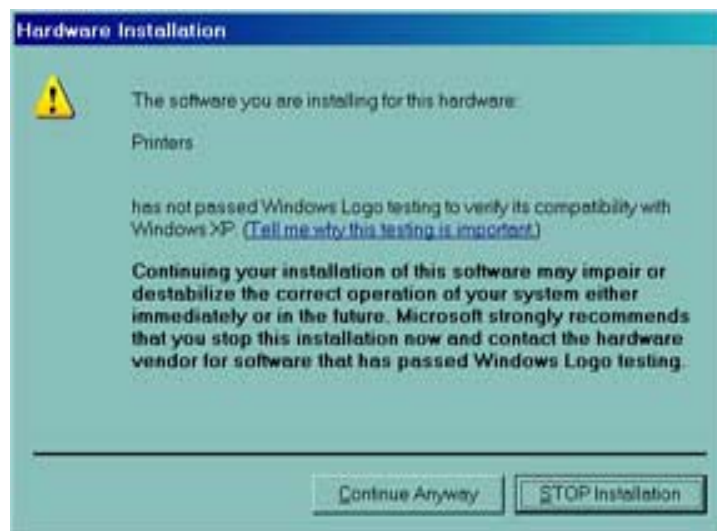 Hardware Installation
The software you are installing for this hardware:
Printers
has not passed Windows Logo testing to verify its compatibility with
Windows XP. (Tell me why this testing is important.)
Continuing your installation of this software may impair or
destabilize the correct operation of your system either
immediately or in the future. Microsoft strongly recommends
that you stop this installation now and contact the hardware
vendor for software that has passed Windows Logo testing.
Continue Anyway
STOP Installation